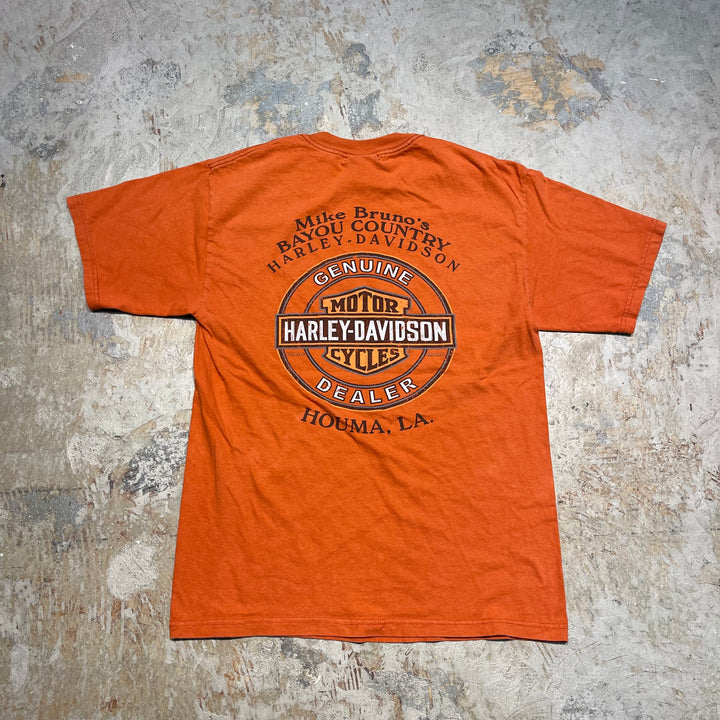 Mike Bruno's
BAYOU COUNTRY
HARLEY-DAVIDSON
GENUINE
MOTOR
HARLEY-DAVIDSON
CYCLES
DEALER
HOUMA, LA.